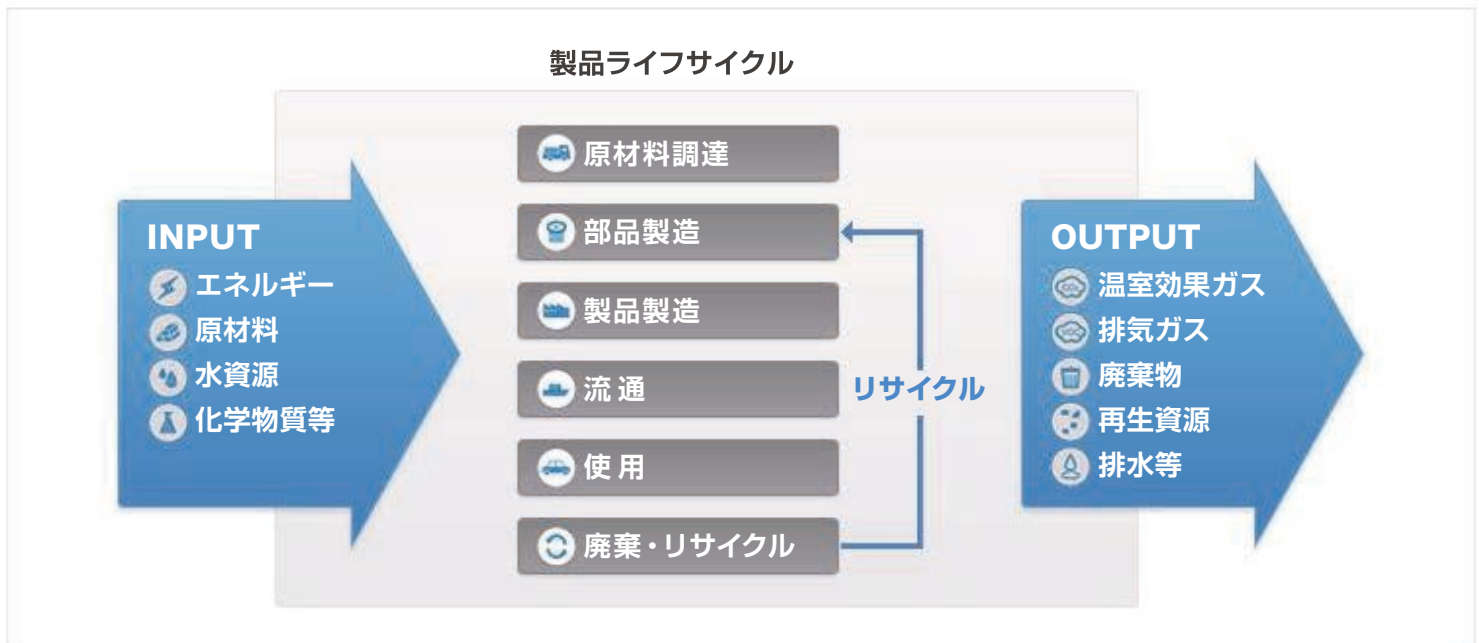 製品ライフサイクル
INPUT
エネルギー
原材料
水資源
化学物質等
原材料調達
部品製造
製品製造
流通
使用
廃棄・リサイクル
リサイクル
OUTPUT
温室効果ガス
排気ガス
廃棄物
再生資源
排水等